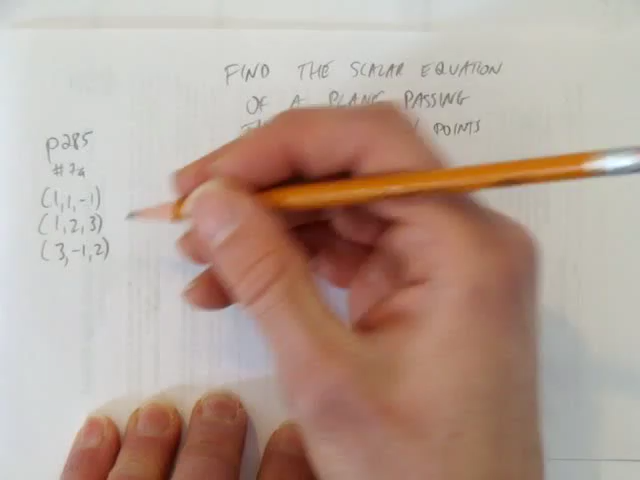 FIND THE SCALAR EQUATION
OF A PLANE PASSING
POINTS
p285
(1,1,-1)
(1,2,3)
(3,-1,2)